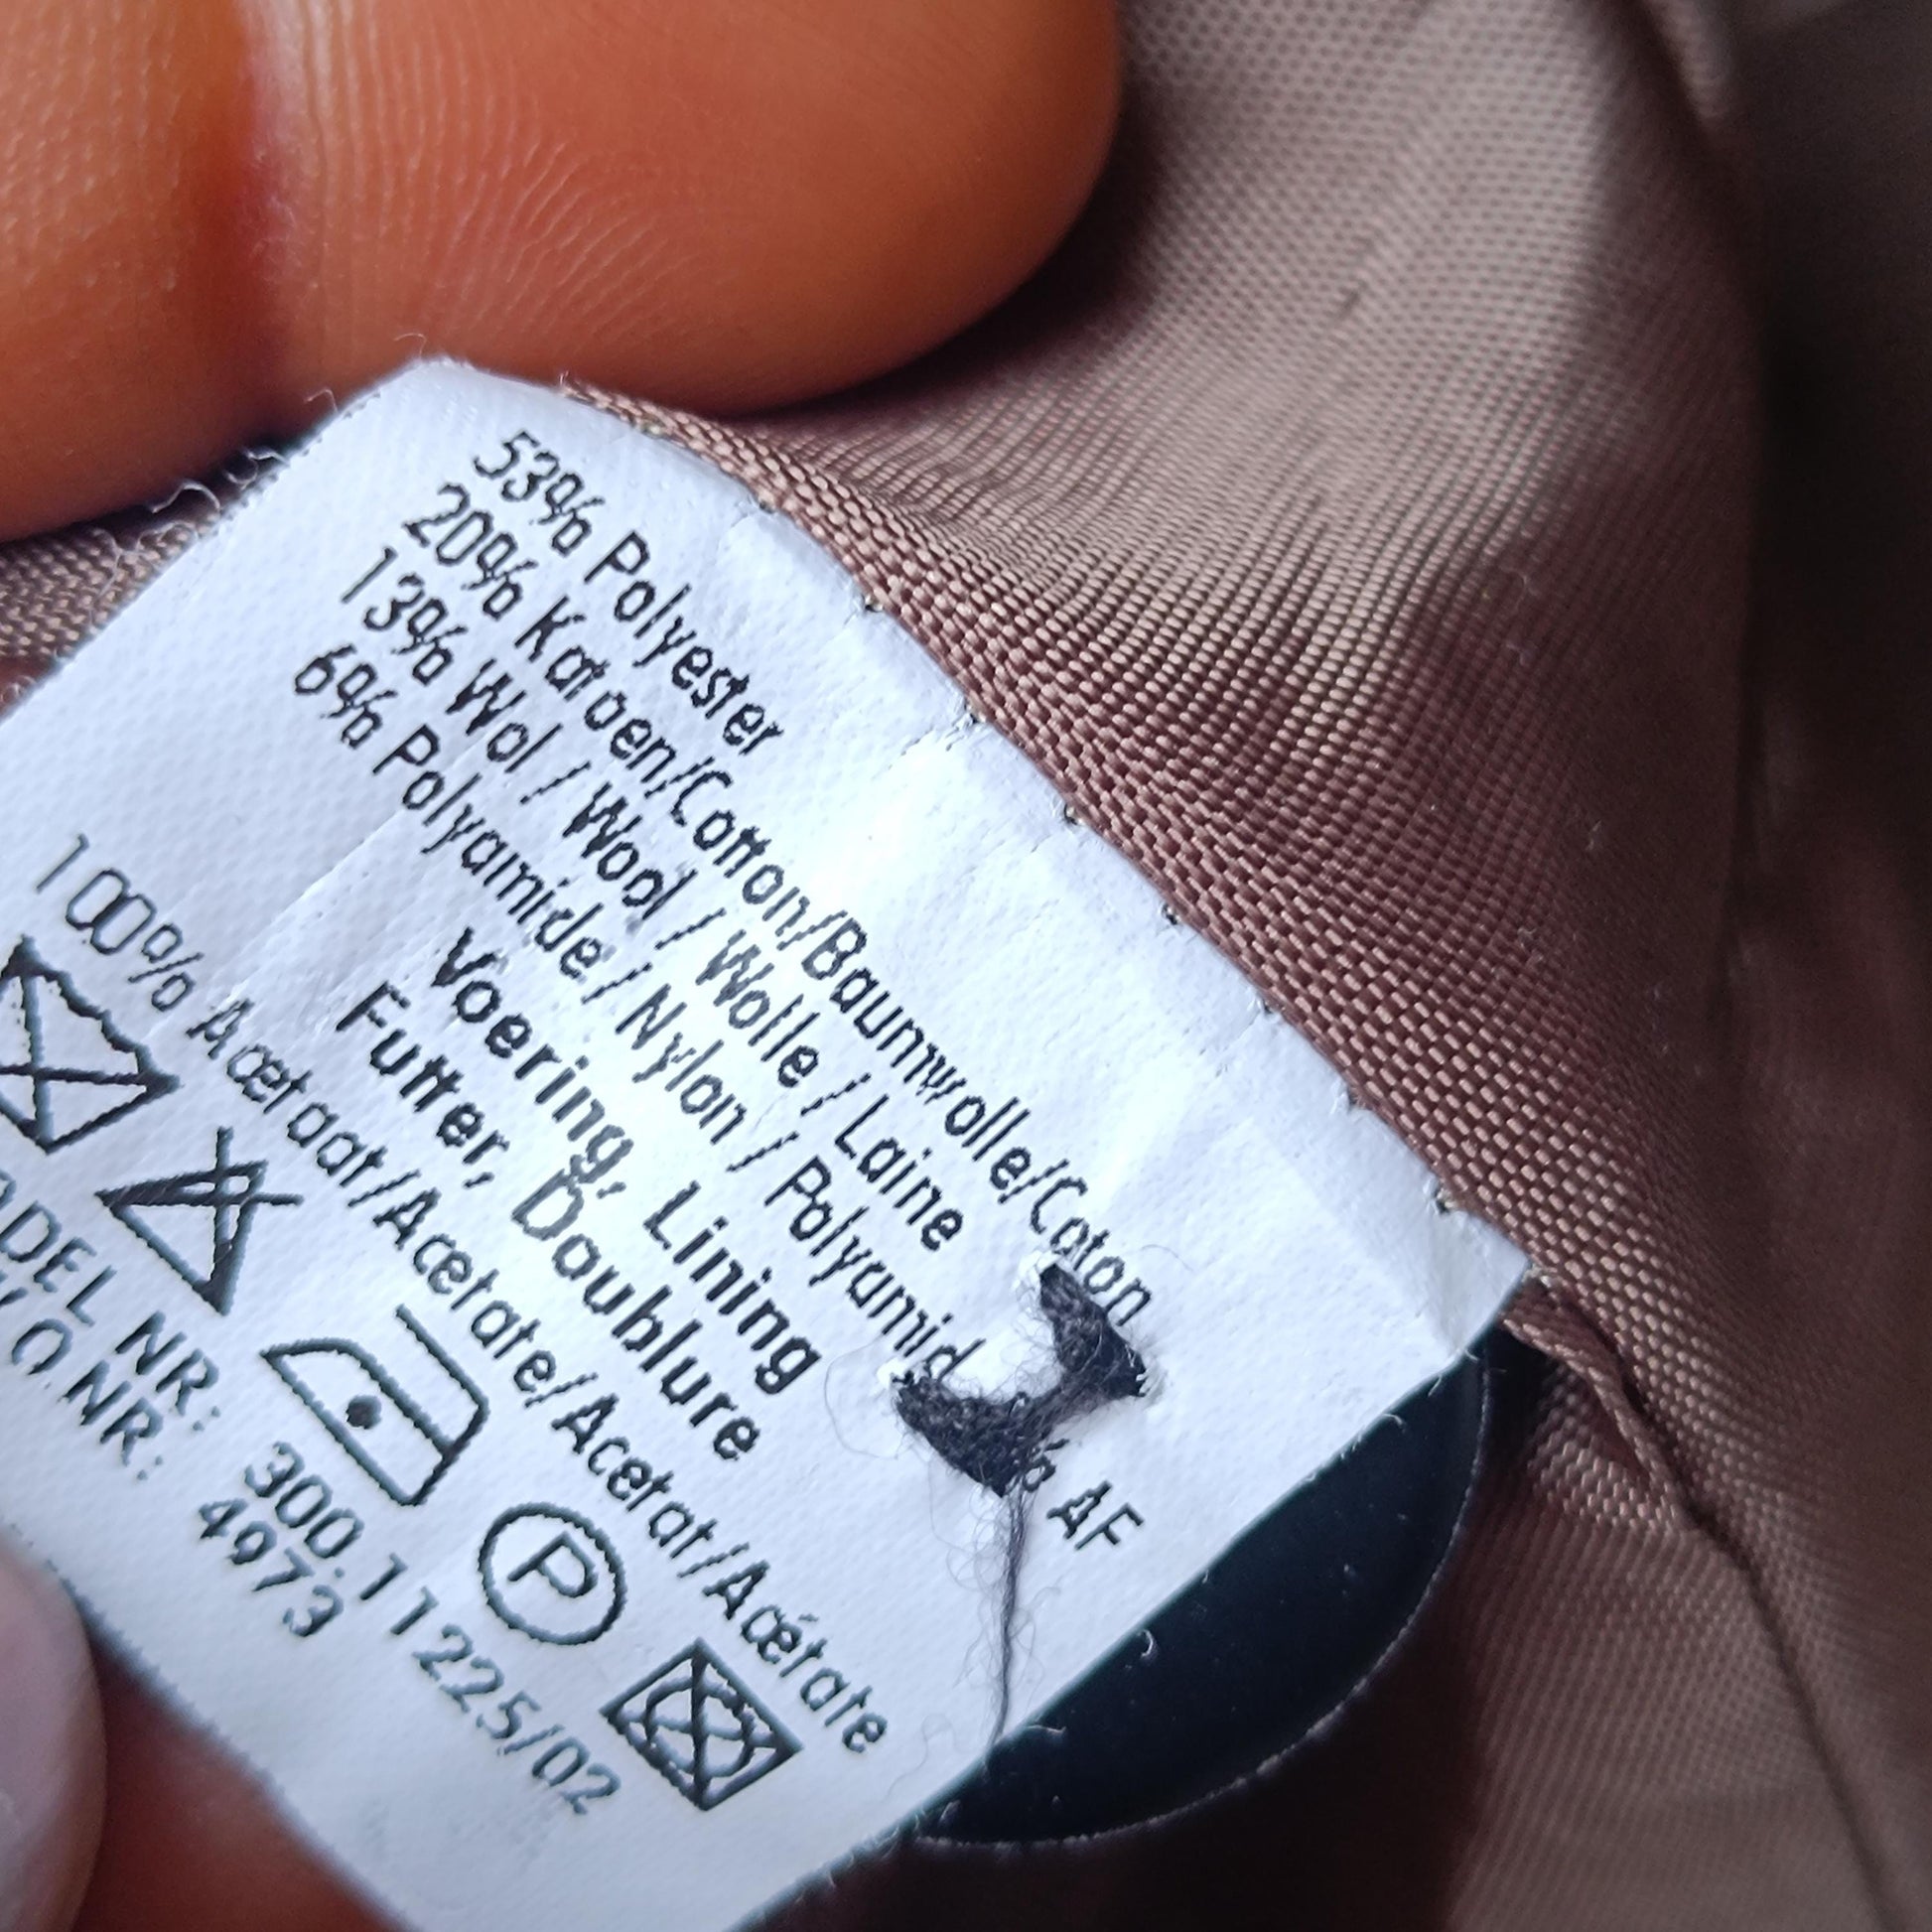 53% Polyester
20% Katoen/Cotton/Baumwolle/Coton
13% Wol / Wool / Wolle / Laine
6% Polyamide / Nylon / Polyamid
AF
Voering, Lining
Futter, Doublure
100% Acetaat/Acetate/Acetat/Acétate
P
NR: 300.11225/02
O.NR: 4973